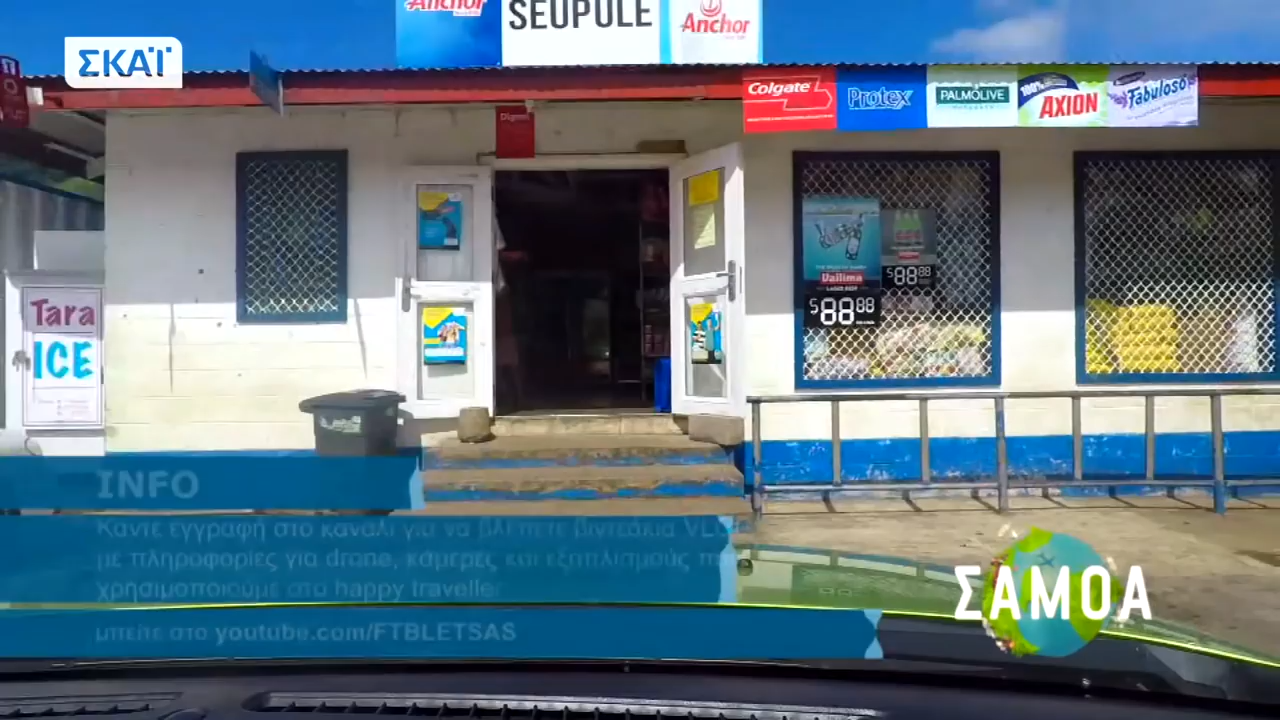 Anchor
SEUPULE
Anchor
ΣΚΑΪ
Colgate
Protex
PALMOLIVE
100%
AXION
Fabuloso
Tara
ICE
Vailima
LAGER BEER
$88 88
$88 88
INFO
Κάντε εγγραφή στο κανάλι για να βλέπετε βιντεάκια
με πληροφορίες για drone, κάμερες και εξοπλισμούς
χρησιμοποιούμε στο happy traveller
μπείτε στο youtube.com/FTBLETSAS
ΣΑΜΟΑ